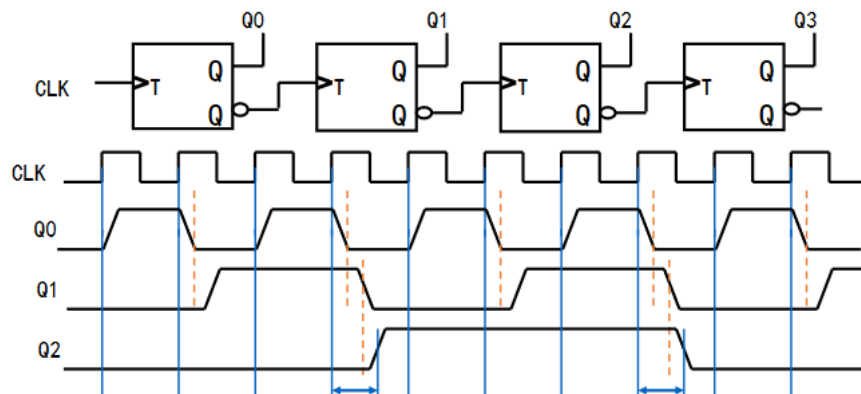 Q0 Q1 Q2 Q3
Q Q Q Q
CLK T T T T
Q Q Q Q
CLK
Q0
Q1
Q2